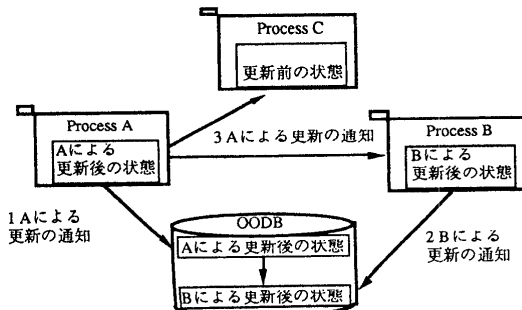 Process C
更新前の状態
Process A
Aによる
更新後の状態
3 Aによる更新の通知
Process B
Bによる
更新後の状態
1 Aによる
更新の通知
OODB
Aによる更新後の状態
Bによる更新後の状態
2 Bによる
更新の通知